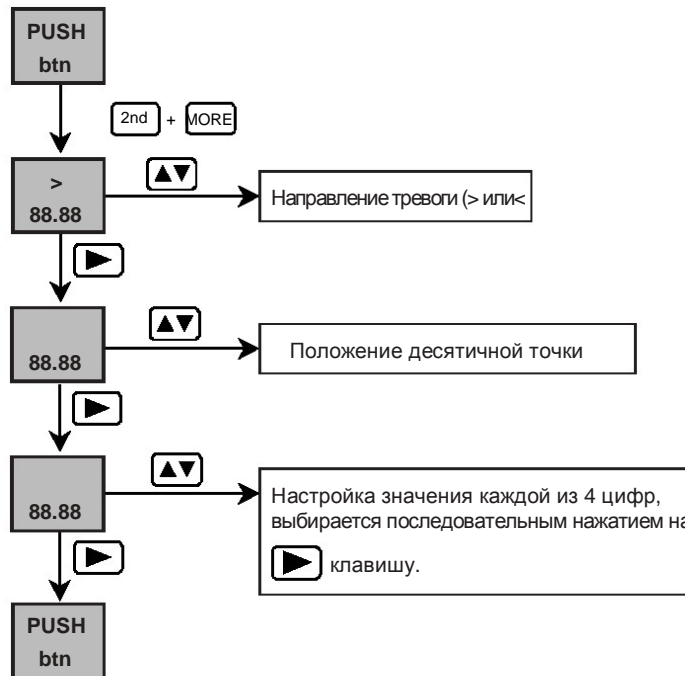 PUSH
btn
2nd + MORE
>
88.88
Направление тревоги (> или<
88.88
Положение десятичной точки
88.88
Настройка значения каждой из 4 цифр,
выбирается последовательным нажатием на
клавишу.
PUSH
btn